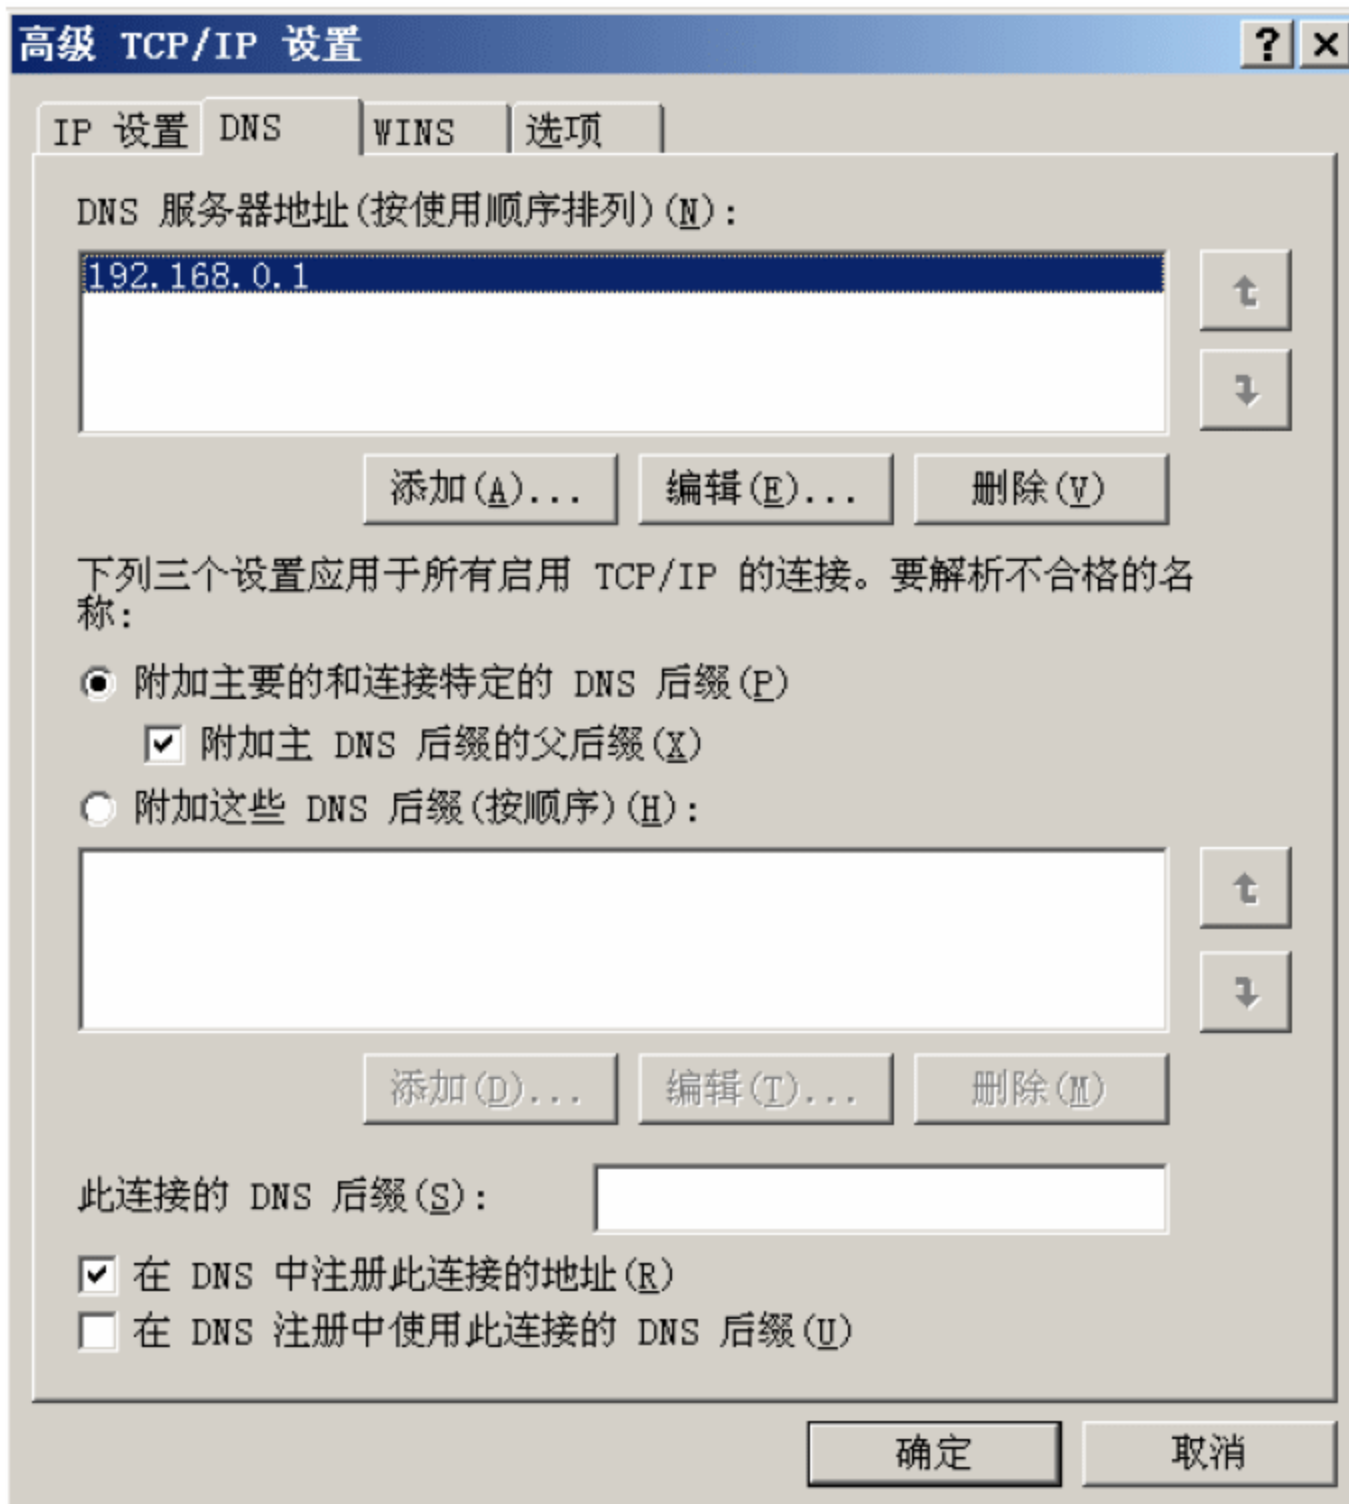 高级 TCP/IP 设置
IP 设置 DNS WINS 选项
DNS 服务器地址(按使用顺序排列)(N):
192.168.0.1
添加(A)... 编辑(E)... 删除(V)
下列三个设置应用于所有启用 TCP/IP 的连接。要解析不合格的名
称:
附加主要的和连接特定的 DNS 后缀(P)
附加主 DNS 后缀的父后缀(X)
附加这些 DNS 后缀(按顺序)(H):
添加(D)... 编辑(T)... 删除(M)
此连接的 DNS 后缀(S):
在 DNS 中注册此连接的地址(R)
在 DNS 注册中使用此连接的 DNS 后缀(U)
确定 取消